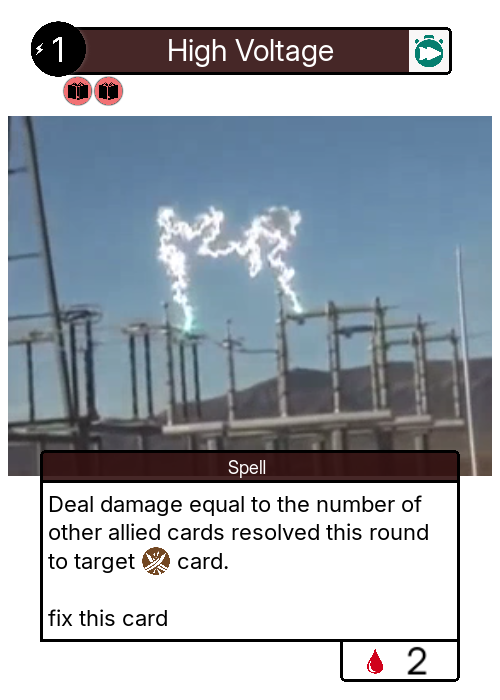 1
High Voltage
Spell
Deal damage equal to the number of
other allied cards resolved this round
to target card.
fix this card
2